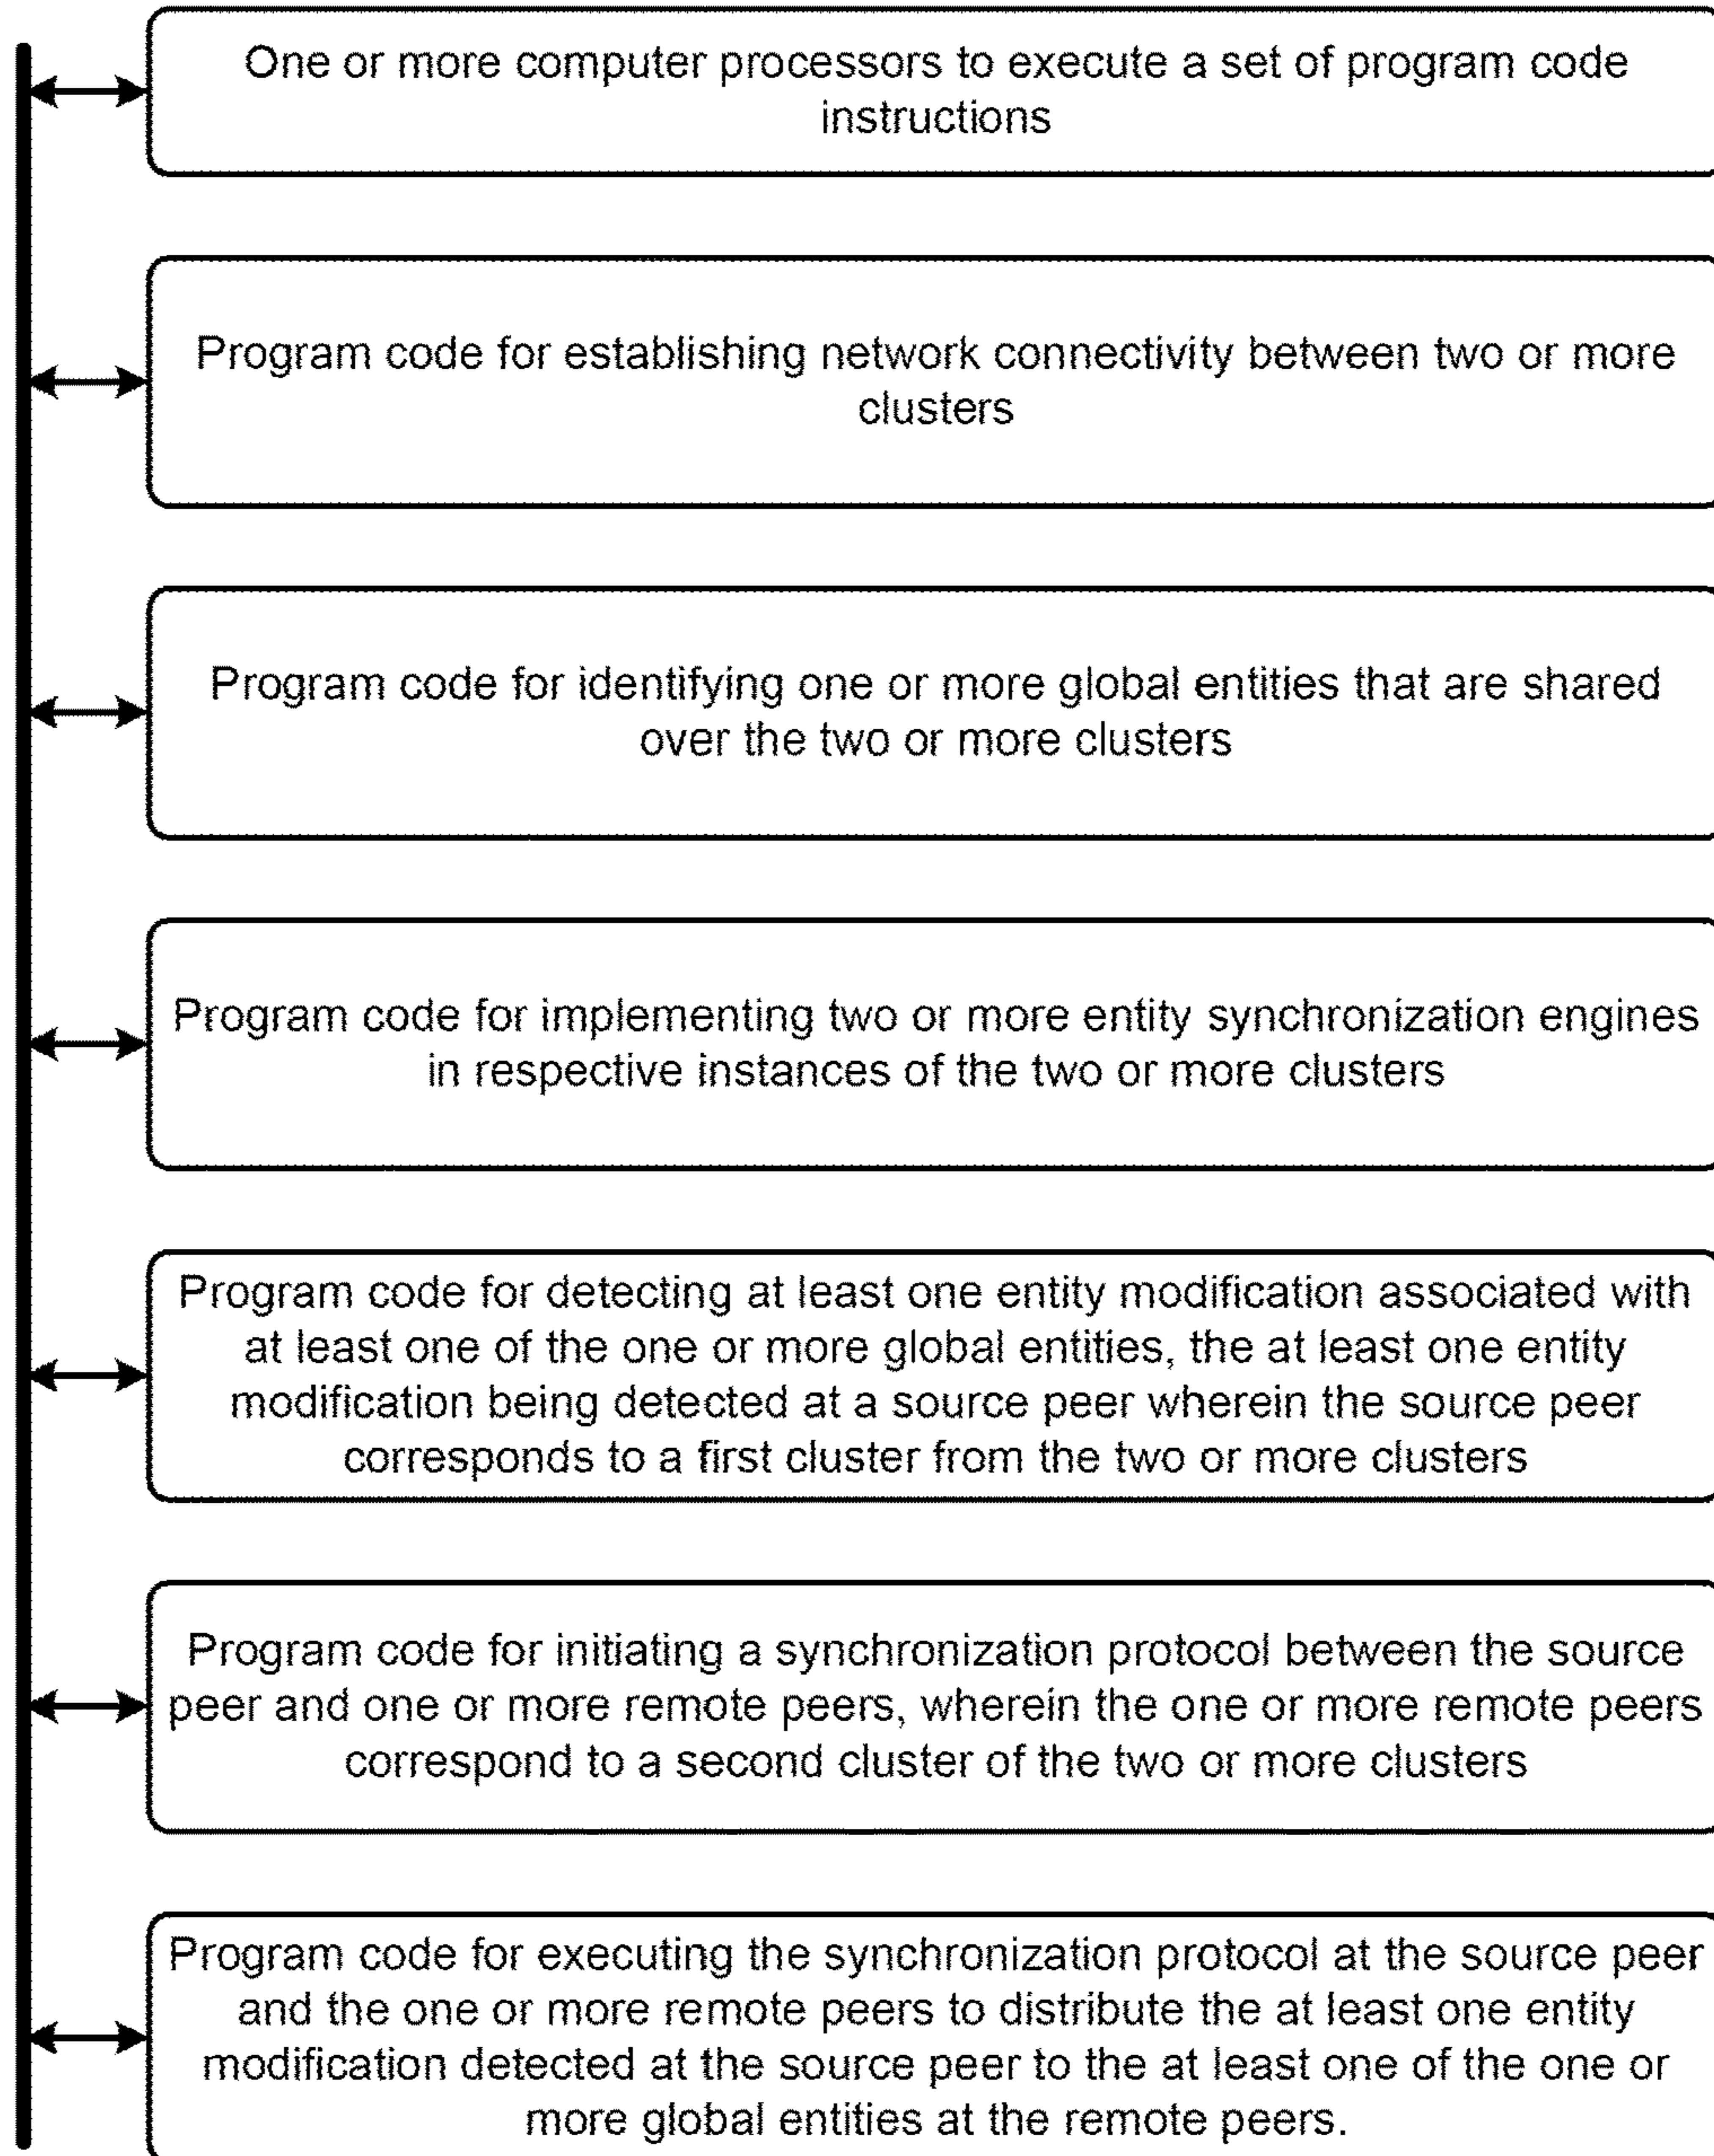 One or more computer processors to execute a set of program code
instructions
Program code for establishing network connectivity between two or more
clusters
Program code for identifying one or more global entities that are shared
over the two or more clusters
Program code for implementing two or more entity synchronization engines
in respective instances of the two or more clusters
Program code for detecting at least one entity modification associated with
at least one of the one or more global entities, the at least one entity
modification being detected at a source peer wherein the source peer
corresponds to a first cluster from the two or more clusters
Program code for initiating a synchronization protocol between the source
peer and one or more remote peers, wherein the one or more remote peers
correspond to a second cluster of the two or more clusters
Program code for executing the synchronization protocol at the source peer
and the one or more remote peers to distribute the at least one entity
modification detected at the source peer to the at least one of the one or
more global entities at the remote peers.